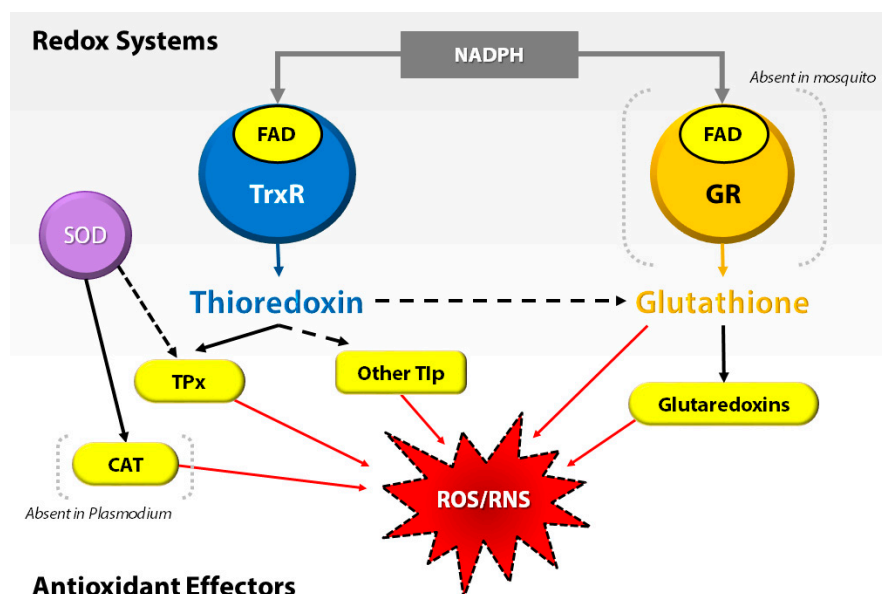 Redox Systems
NADPH
Absent in mosquito
FAD
FAD
TrxR
GR
SOD
Thioredoxin
Glutathione
TPx
Other Tlp
Glutaredoxins
CAT
ROS/RNS
Absent in Plasmodium
Antioxidant Effectors